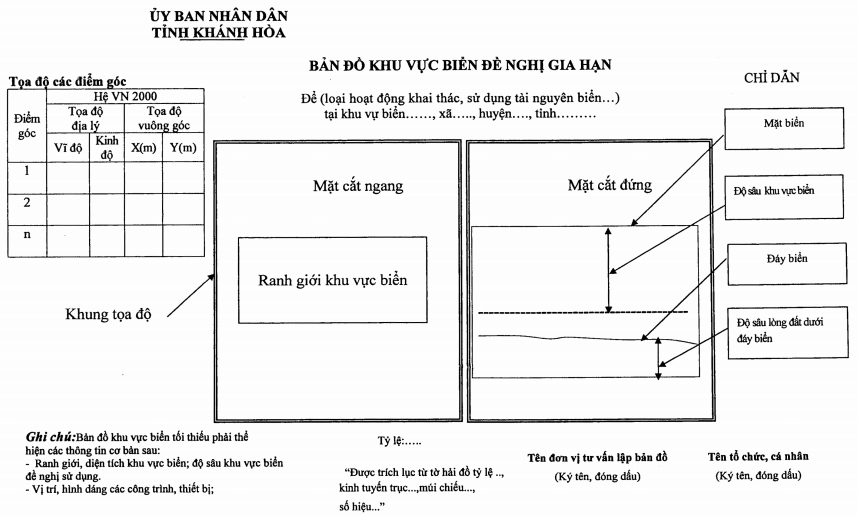 ỦY BAN NHÂN DÂN
TỈNH KHÁNH HÒA
BẢN ĐỒ KHU VỰC BIỂN ĐỀ NGHỊ GIA HẠN
Để (loại hoạt động khai thác, sử dụng tài nguyên biển…)
tại khu vự biển……, xã….., huyện…., tỉnh………
Tọa độ các điểm góc
Điểm góc
Hệ VN 2000
Tọa độ địa lý
Tọa độ vuông góc
Vĩ độ
Kinh độ
X(m)
Y(m)
1
2
n
Khung tọa độ
Mặt cắt ngang
Ranh giới khu vực biển
Mặt cắt đứng
CHỈ DẪN
Mặt biển
Độ sâu khu vực biển
Đáy biển
Độ sâu lòng đất dưới
đáy biển
Ghi chú:Bản đồ khu vực biển tối thiểu phải thể
hiện các thông tin cơ bản sau:
- Ranh giới, diện tích khu vực biển; độ sâu khu vực biển
đề nghị sử dụng.
- Vị trí, hình dáng các công trình, thiết bị;
Tỷ lệ:…..
“Được trích lục từ tờ hải đồ tỷ lệ ..,
kinh tuyến trục...,múi chiếu...,
số hiệu...”
Tên đơn vị tư vấn lập bản đồ
(Ký tên, đóng dấu)
Tên tổ chức, cá nhân
(Ký tên, đóng dấu)